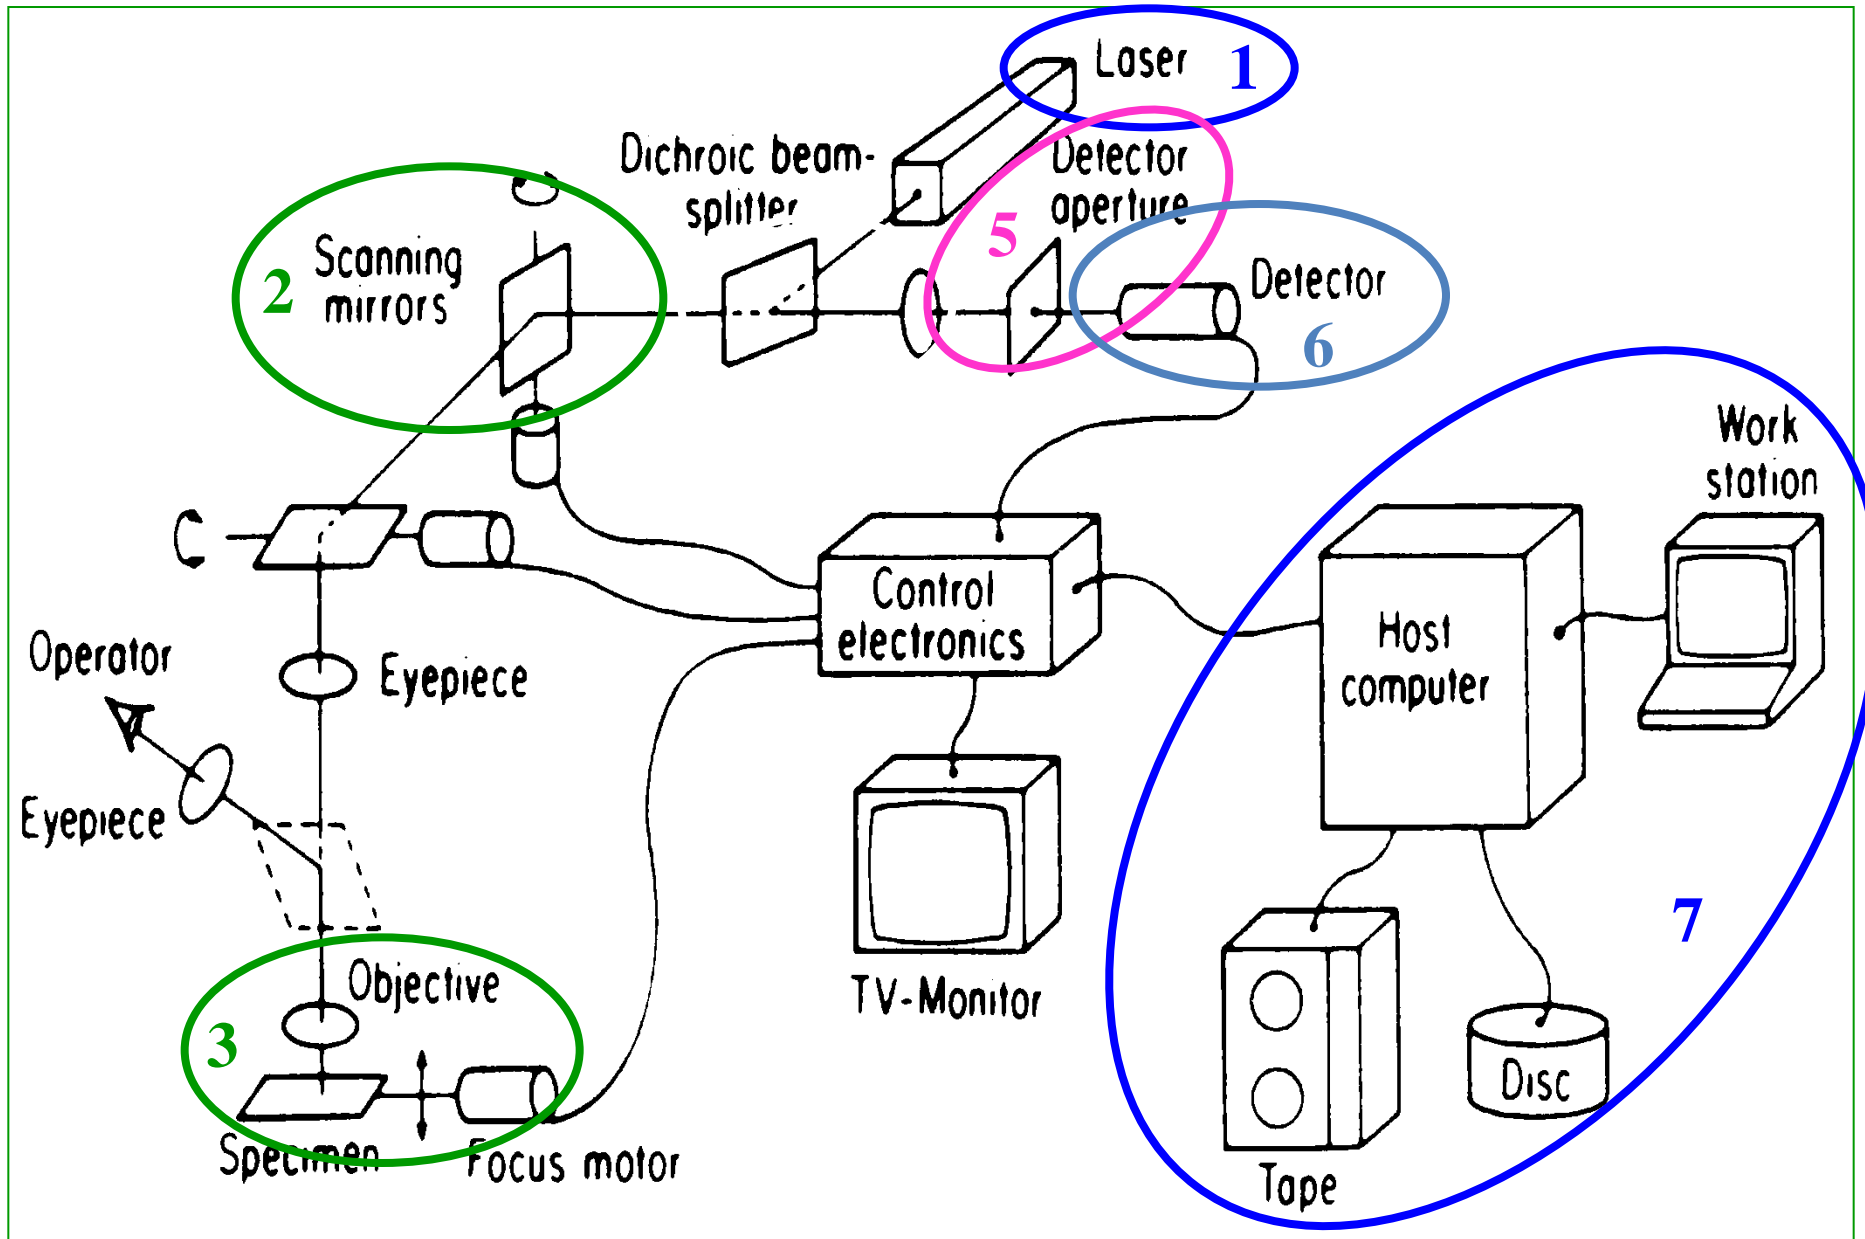 Laser 1
Dichroic beam-
splitter
Detector
aperture
5
Scanning
mirrors
2
Detector
6
Work
station
Control
electronics
Host
computer
Operator
Eyepiece
Eyepiece
7
Objective
3
TV-Monitor
Disc
Specimen
Focus motor
Tape